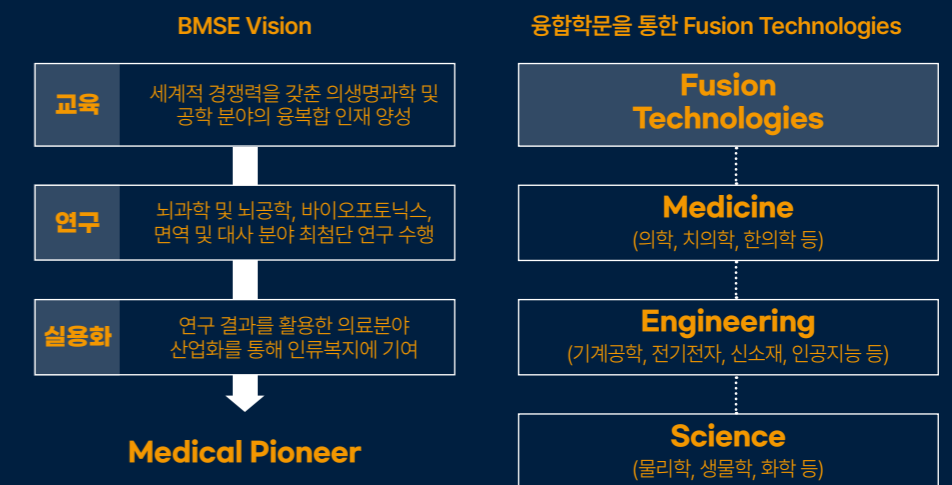 BMSE Vision
교육
세계적 경쟁력을 갖춘 의생명과학 및
공학 분야의 융복합 인재 양성
연구
뇌과학 및 뇌공학, 바이오포토닉스,
면역 및 대사 분야 최첨단 연구 수행
실용화
연구 결과를 활용한 의료분야
산업화를 통해 인류복지에 기여
Medical Pioneer
융합학문을 통한 Fusion Technologies
Fusion
Technologies
Medicine
(의학, 치의학, 한의학 등)
Engineering
(기계공학, 전기전자, 신소재, 인공지능 등)
Science
(물리학, 생물학, 화학 등)